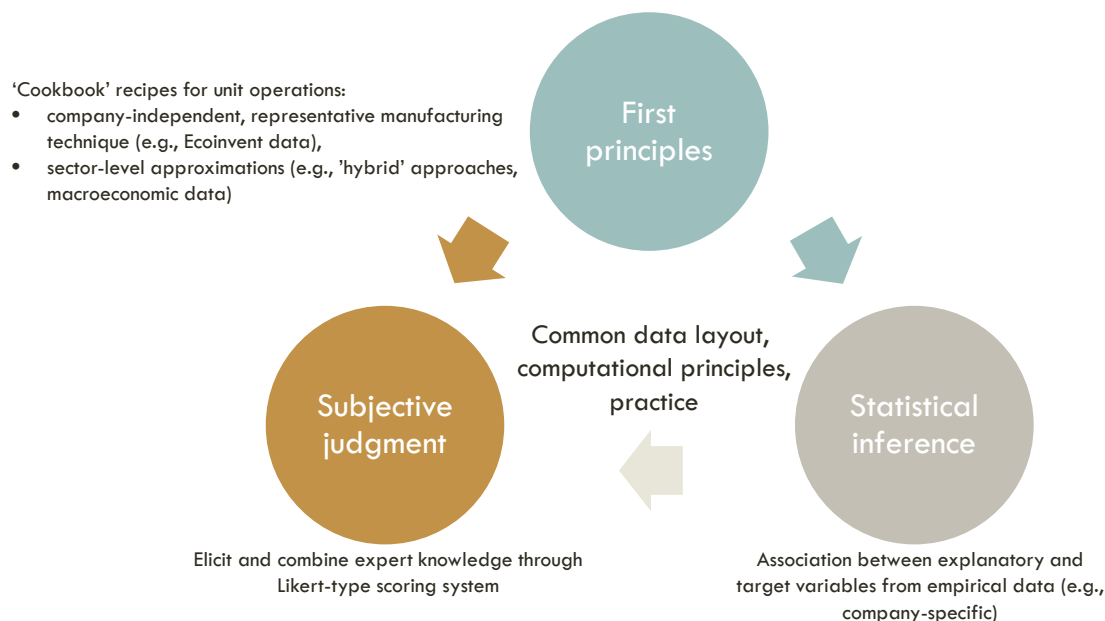 'Cookbook' recipes for unit operations:
• company-independent, representative manufacturing
technique (e.g., Ecoinvent data),
• sector-level approximations (e.g., 'hybrid' approaches,
macroeconomic data)
First
principles
Common data layout,
computational principles,
practice
Subjective
judgment
Statistical
inference
Elicit and combine expert knowledge through
Likert-type scoring system
Association between explanatory and
target variables from empirical data (e.g.,
company-specific)